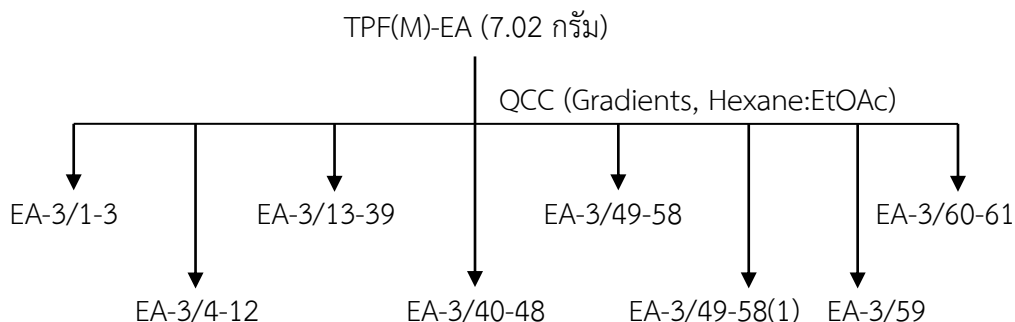 TPF(M)-EA (7.02 กรัม)
QCC (Gradients, Hexane:EtOAc)
EA-3/1-3
EA-3/13-39
EA-3/49-58
EA-3/60-61
EA-3/4-12
EA-3/40-48
EA-3/49-58(1)
EA-3/59